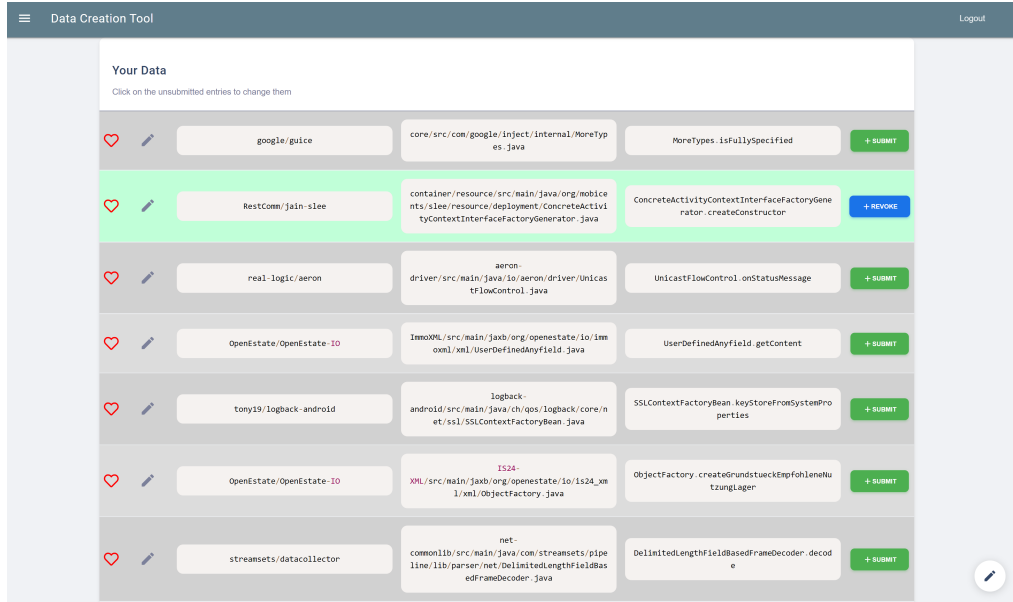 Data Creation Tool
Logout
Your Data
Click on the unsubmitted entries to change them
google/guice
core/src/com/google/inject/internal/MoreTyp
es.java
MoreTypes.isFullySpecified
+ SUBMIT
RestComm/jain-slee
container/resource/src/main/java/org/mobice
nts/slee/resource/deployment/ConcreteActivi
tyContextInterfaceFactoryGenerator.java
ConcreteActivityContextInterfaceFactoryGene
rator.createConstructor
+ REVOKE
real-logic/aeron
aeron-
driver/src/main/java/io/aeron/driver/Unicas
tFlowControl.java
UnicastFlowControl.onStatusMessage
+ SUBMIT
OpenEstate/OpenEstate-IO
ImmoXML/src/main/jaxb/org/openestate/io/imm
oxml/xml/UserDefinedAnyfield.java
UserDefinedAnyfield.getContent
+ SUBMIT
tony19/logback-android
logback-
android/src/main/java/ch/qos/logback/core/n
et/ssl/SSLContextFactoryBean.java
SSLContextFactoryBean.keyStoreFromSystemPro
perties
+ SUBMIT
OpenEstate/OpenEstate-IO
IS24-
XML/src/main/jaxb/org/openestate/io/is24_xm
l/xml/ObjectFactory.java
ObjectFactory.createGrundstueckEmpfohleneNu
tzungLager
+ SUBMIT
streamsets/datacollector
net-
commonlib/src/main/java/com/streamsets/pipe
line/lib/parser/net/DelimitedLengthFieldBas
edFrameDecoder.java
DelimitedLengthFieldBasedFrameDecoder.decod
e
+ SUBMIT